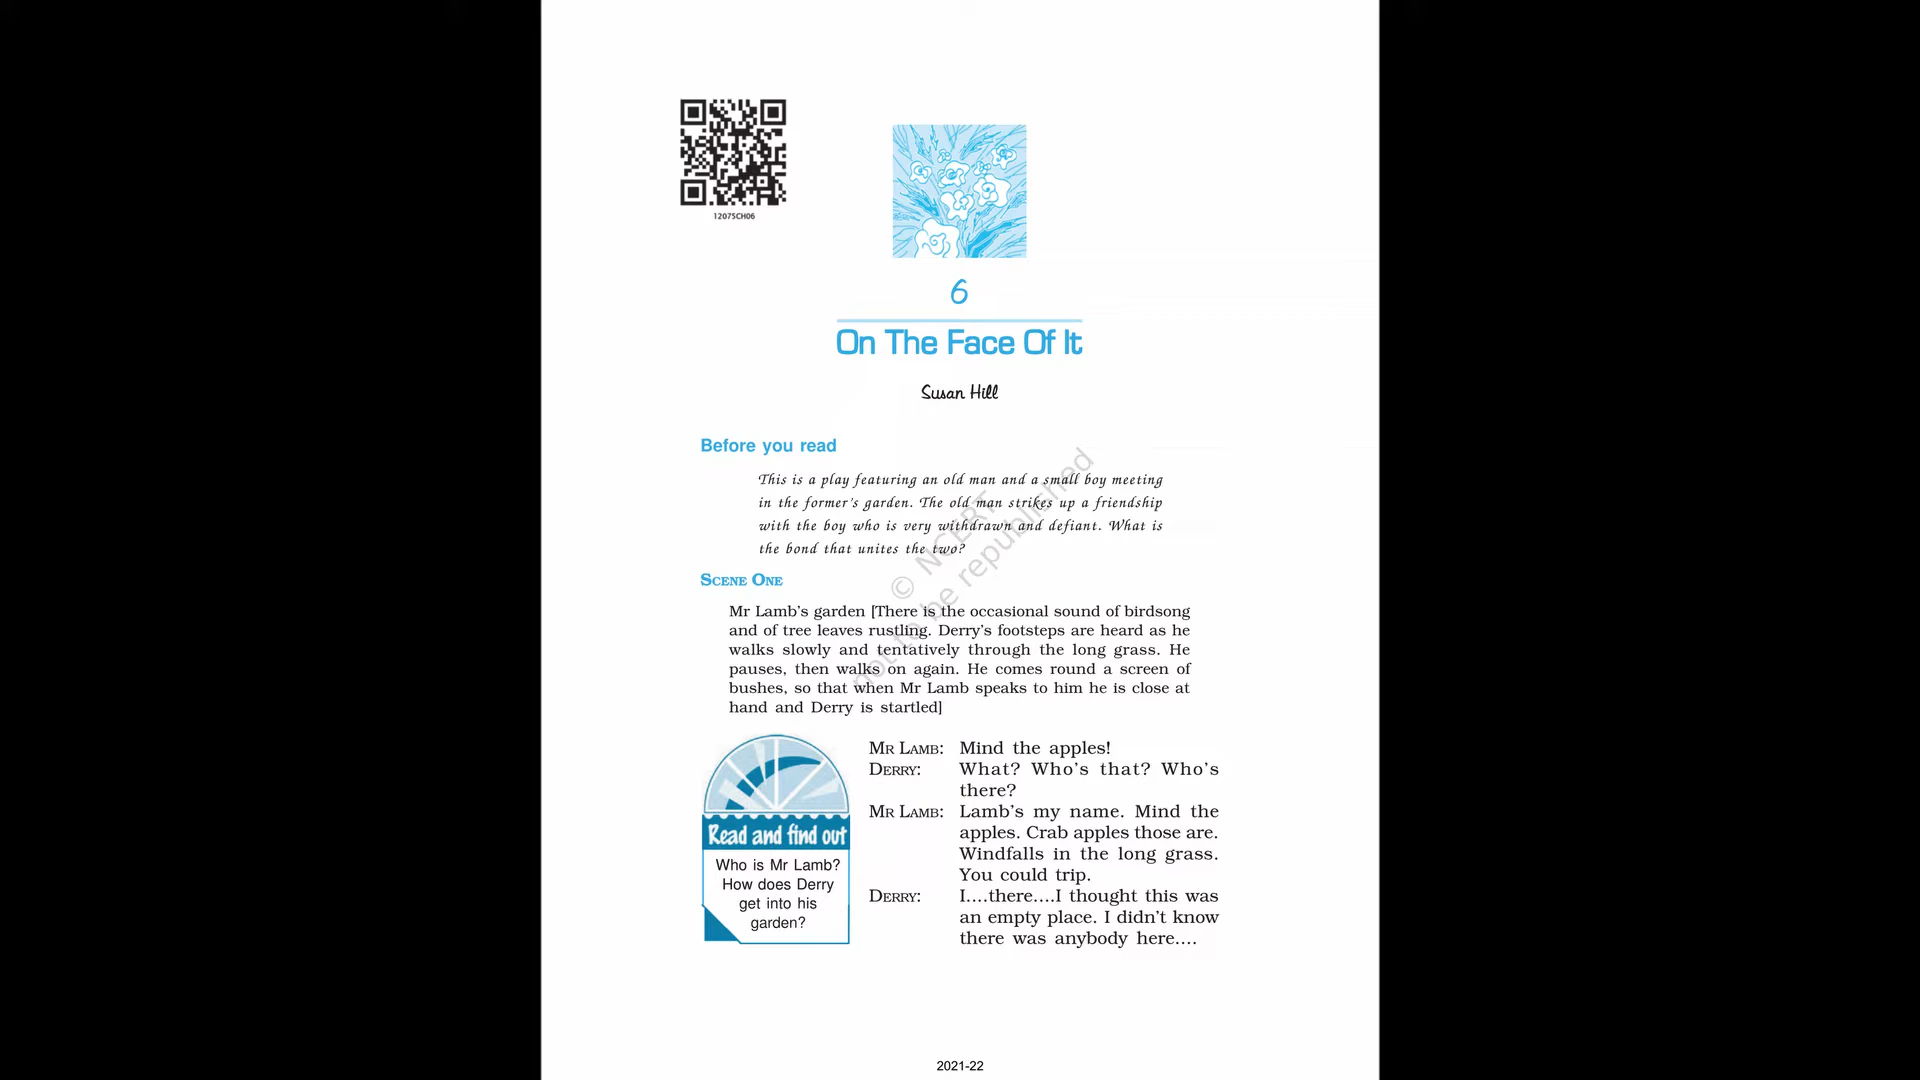 12075CH06
6
On The Face Of It
Susan Hill
Before you read
This is a play featuring an old man and a small boy meeting
in the former's garden. The old man strikes up a friendship
with the boy who is very withdrawn and defiant. What is
the bond that unites the two?
SCENE ONE
Mr Lamb's garden [There is the occasional sound of birdsong
and of tree leaves rustling. Derry's footsteps are heard as he
walks slowly and tentatively through the long grass. He
pauses, then walks on again. He comes round a screen of
bushes, so that when Mr Lamb speaks to him he is close at
hand and Derry is startled]
MR LAMB: Mind the apples!
DERRY: What? Who's that? Who's
there?
MR LAMB: Lamb's my name. Mind the
apples. Crab apples those are.
Windfalls in the long grass.
You could trip.
DERRY: I....there....I thought this was
an empty place. I didn't know
there was anybody here....
Read and find out
Who is Mr Lamb?
How does Derry
get into his
garden?
© NCERT
not to be republished
2021-22